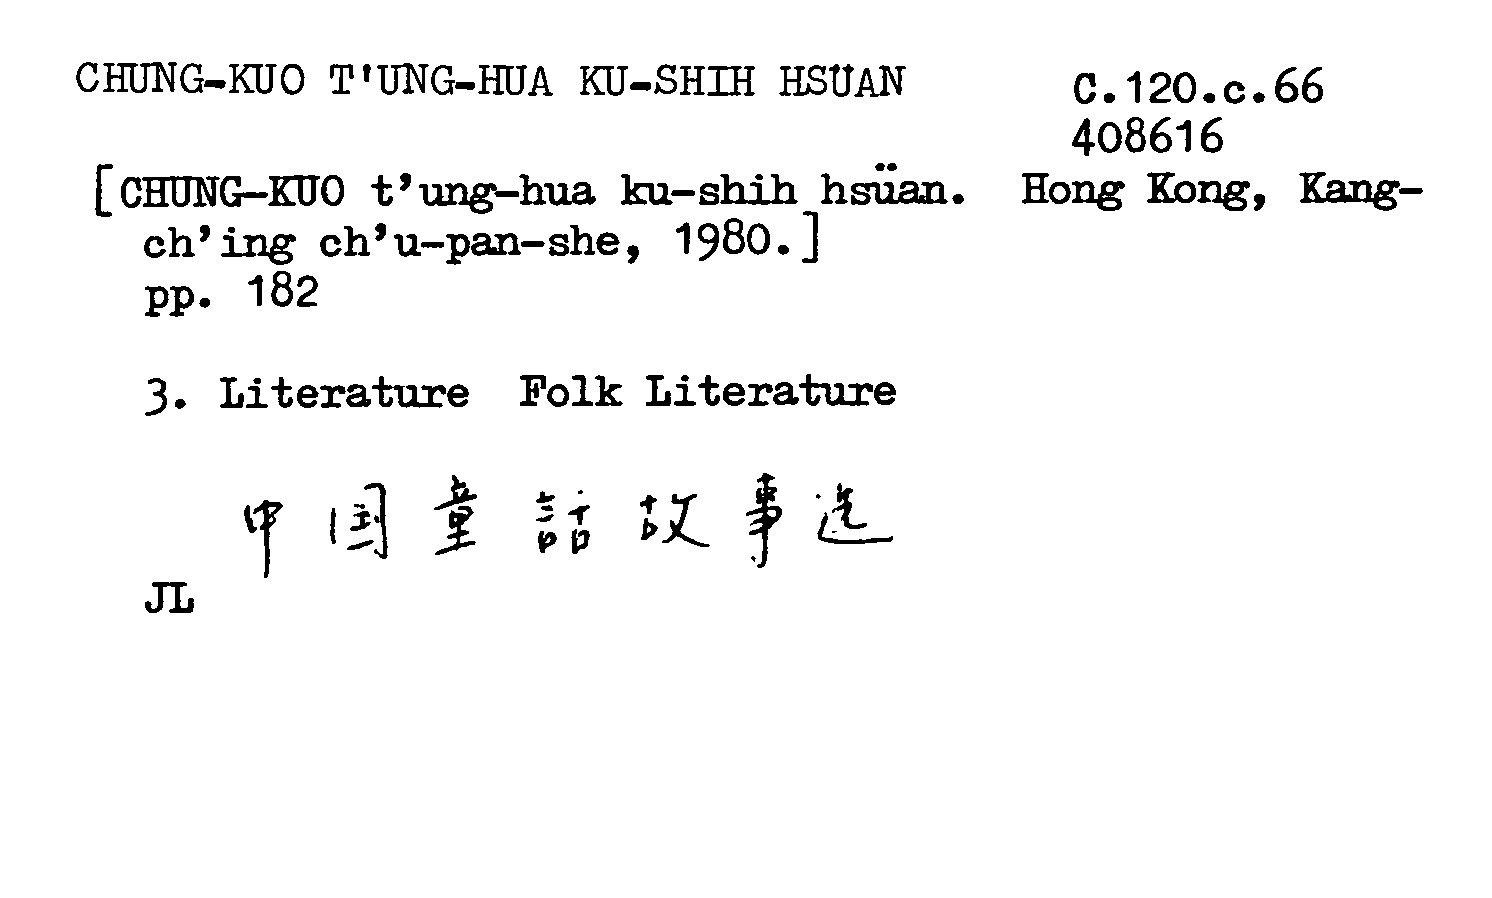 CHUNG-KUO T'UNG-HUA KU-SHIH HSÜAN
C.120.c.66
408616
[CHUNG-KUO t'ung-hua ku-shih hsüan. Hong Kong, Kang-
ch'ing ch'u-pan-she, 1980.]
pp. 182
3. Literature Folk Literature
中国童話故事选
JL